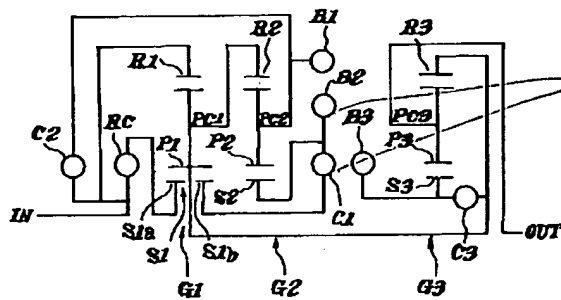 B1
R2
R3
R1
B2
PC1
PC2
PC3
C2
RC
B3
P1
P2
P3
S2
S3
IN
C1
OUT
S1a
S1
S1b
C3
G1
G2
G3